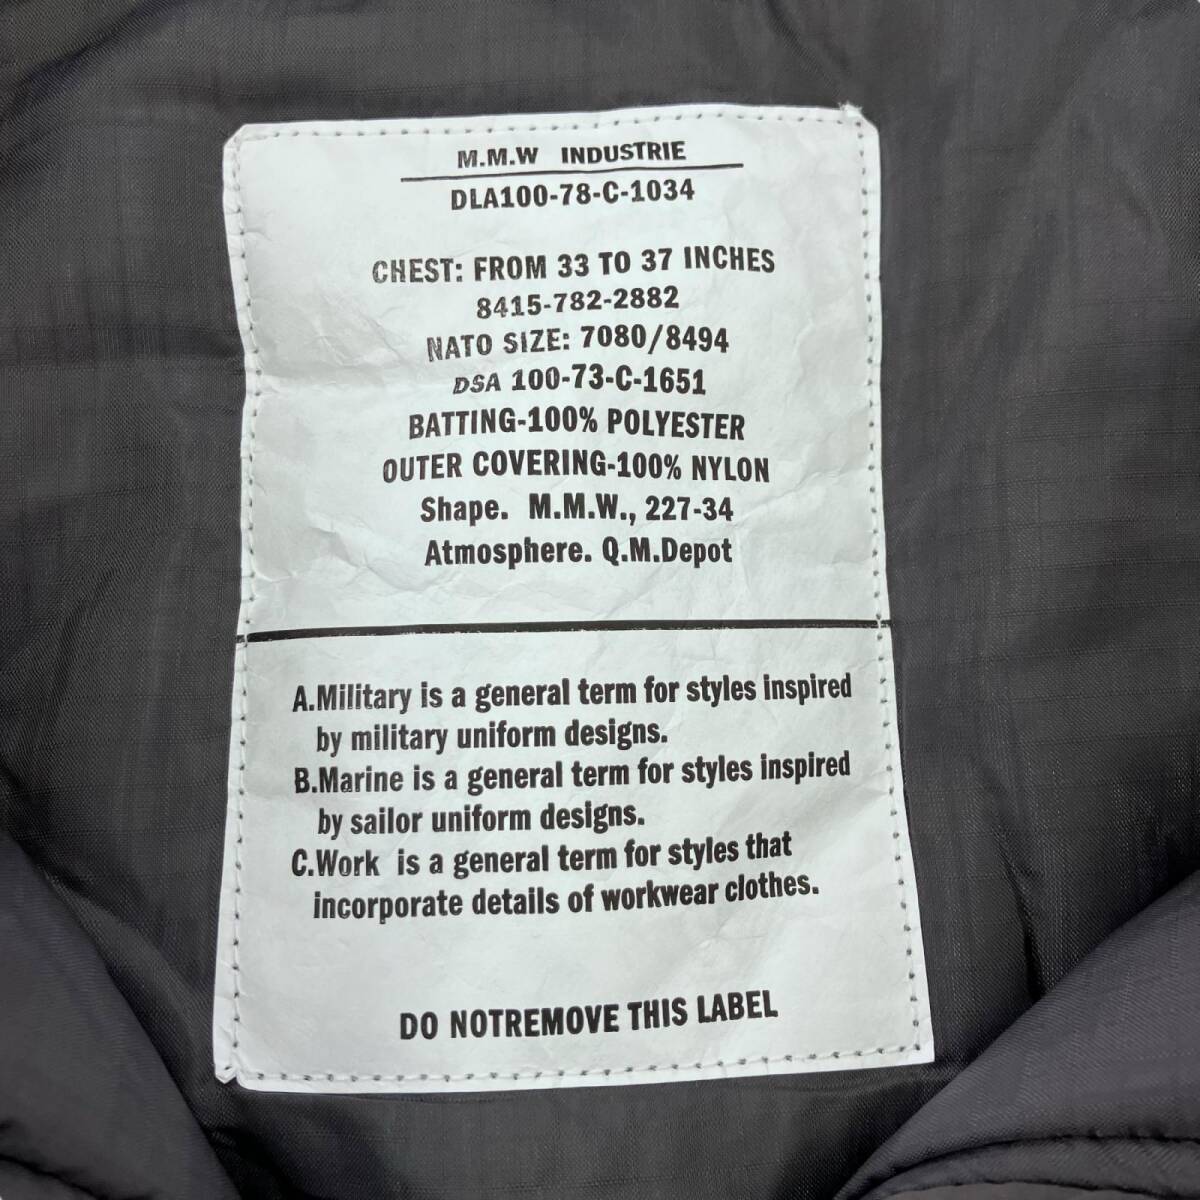 M.M.W INDUSTRIE
DLA100-78-C-1034
CHEST: FROM 33 TO 37 INCHES
8415-782-2882
NATO SIZE: 7080/8494
DSA 100-73-C-1651
BATTING-100% POLYESTER
OUTER COVERING-100% NYLON
Shape. M.M.W., 227-34
Atmosphere. Q.M.Depot
A.Military is a general term for styles inspired
by military uniform designs.
B.Marine is a general term for styles inspired
by sailor uniform designs.
C.Work is a general term for styles that
incorporate details of workwear clothes.
DO NOTREMOVE THIS LABEL